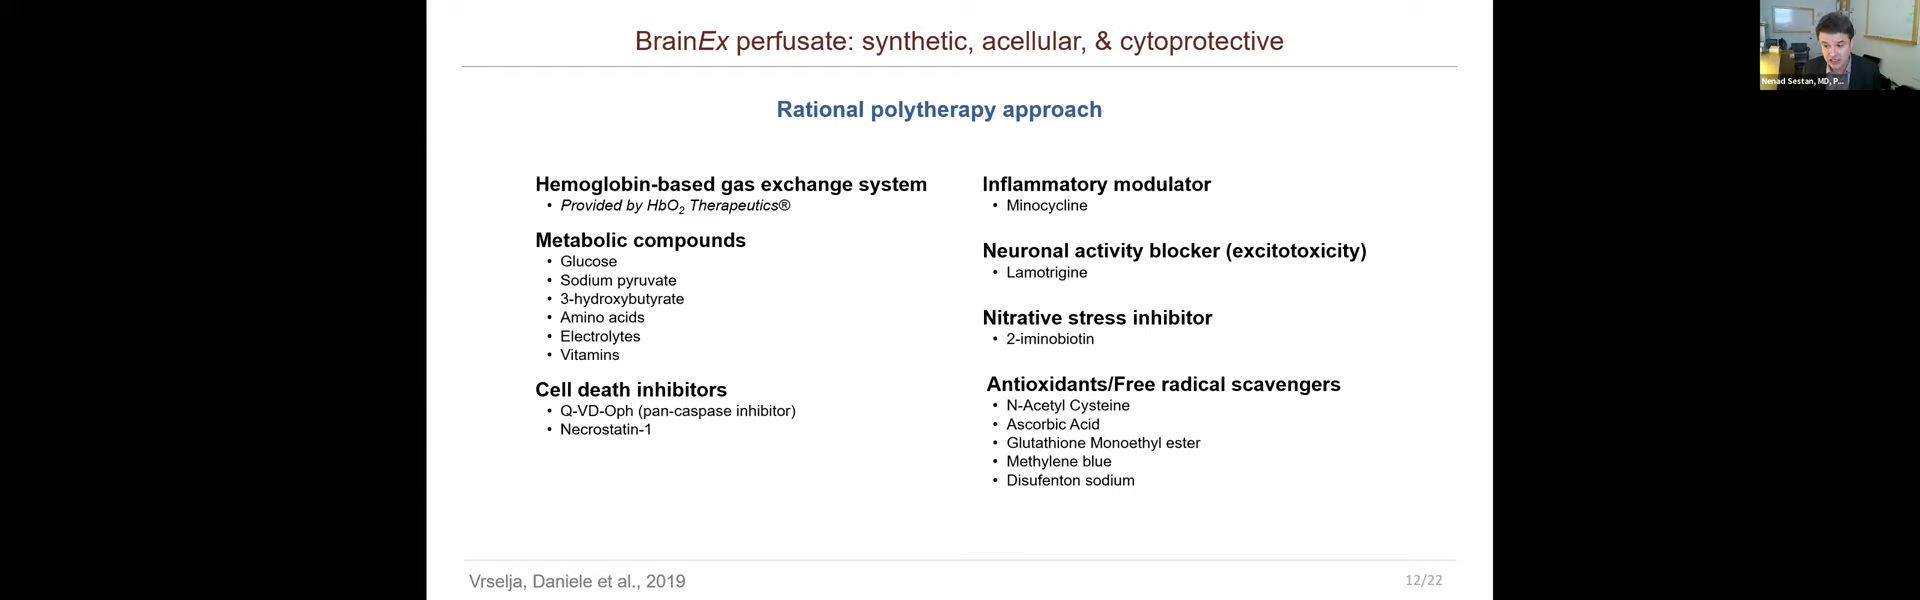 BrainEx perfusate: synthetic, acellular, & cytoprotective
Rational polytherapy approach
Hemoglobin-based gas exchange system
• Provided by HbO2 Therapeutics®
Metabolic compounds
• Glucose
• Sodium pyruvate
• 3-hydroxybutyrate
• Amino acids
• Electrolytes
• Vitamins
Cell death inhibitors
• Q-VD-Oph (pan-caspase inhibitor)
• Necrostatin-1
Inflammatory modulator
• Minocycline
Neuronal activity blocker (excitotoxicity)
• Lamotrigine
Nitrative stress inhibitor
• 2-iminobiotin
Antioxidants/Free radical scavengers
• N-Acetyl Cysteine
• Ascorbic Acid
• Glutathione Monoethyl ester
• Methylene blue
• Disufenton sodium
Vrselja, Daniele et al., 2019
12/22
Nenad Sestan, MD, P...